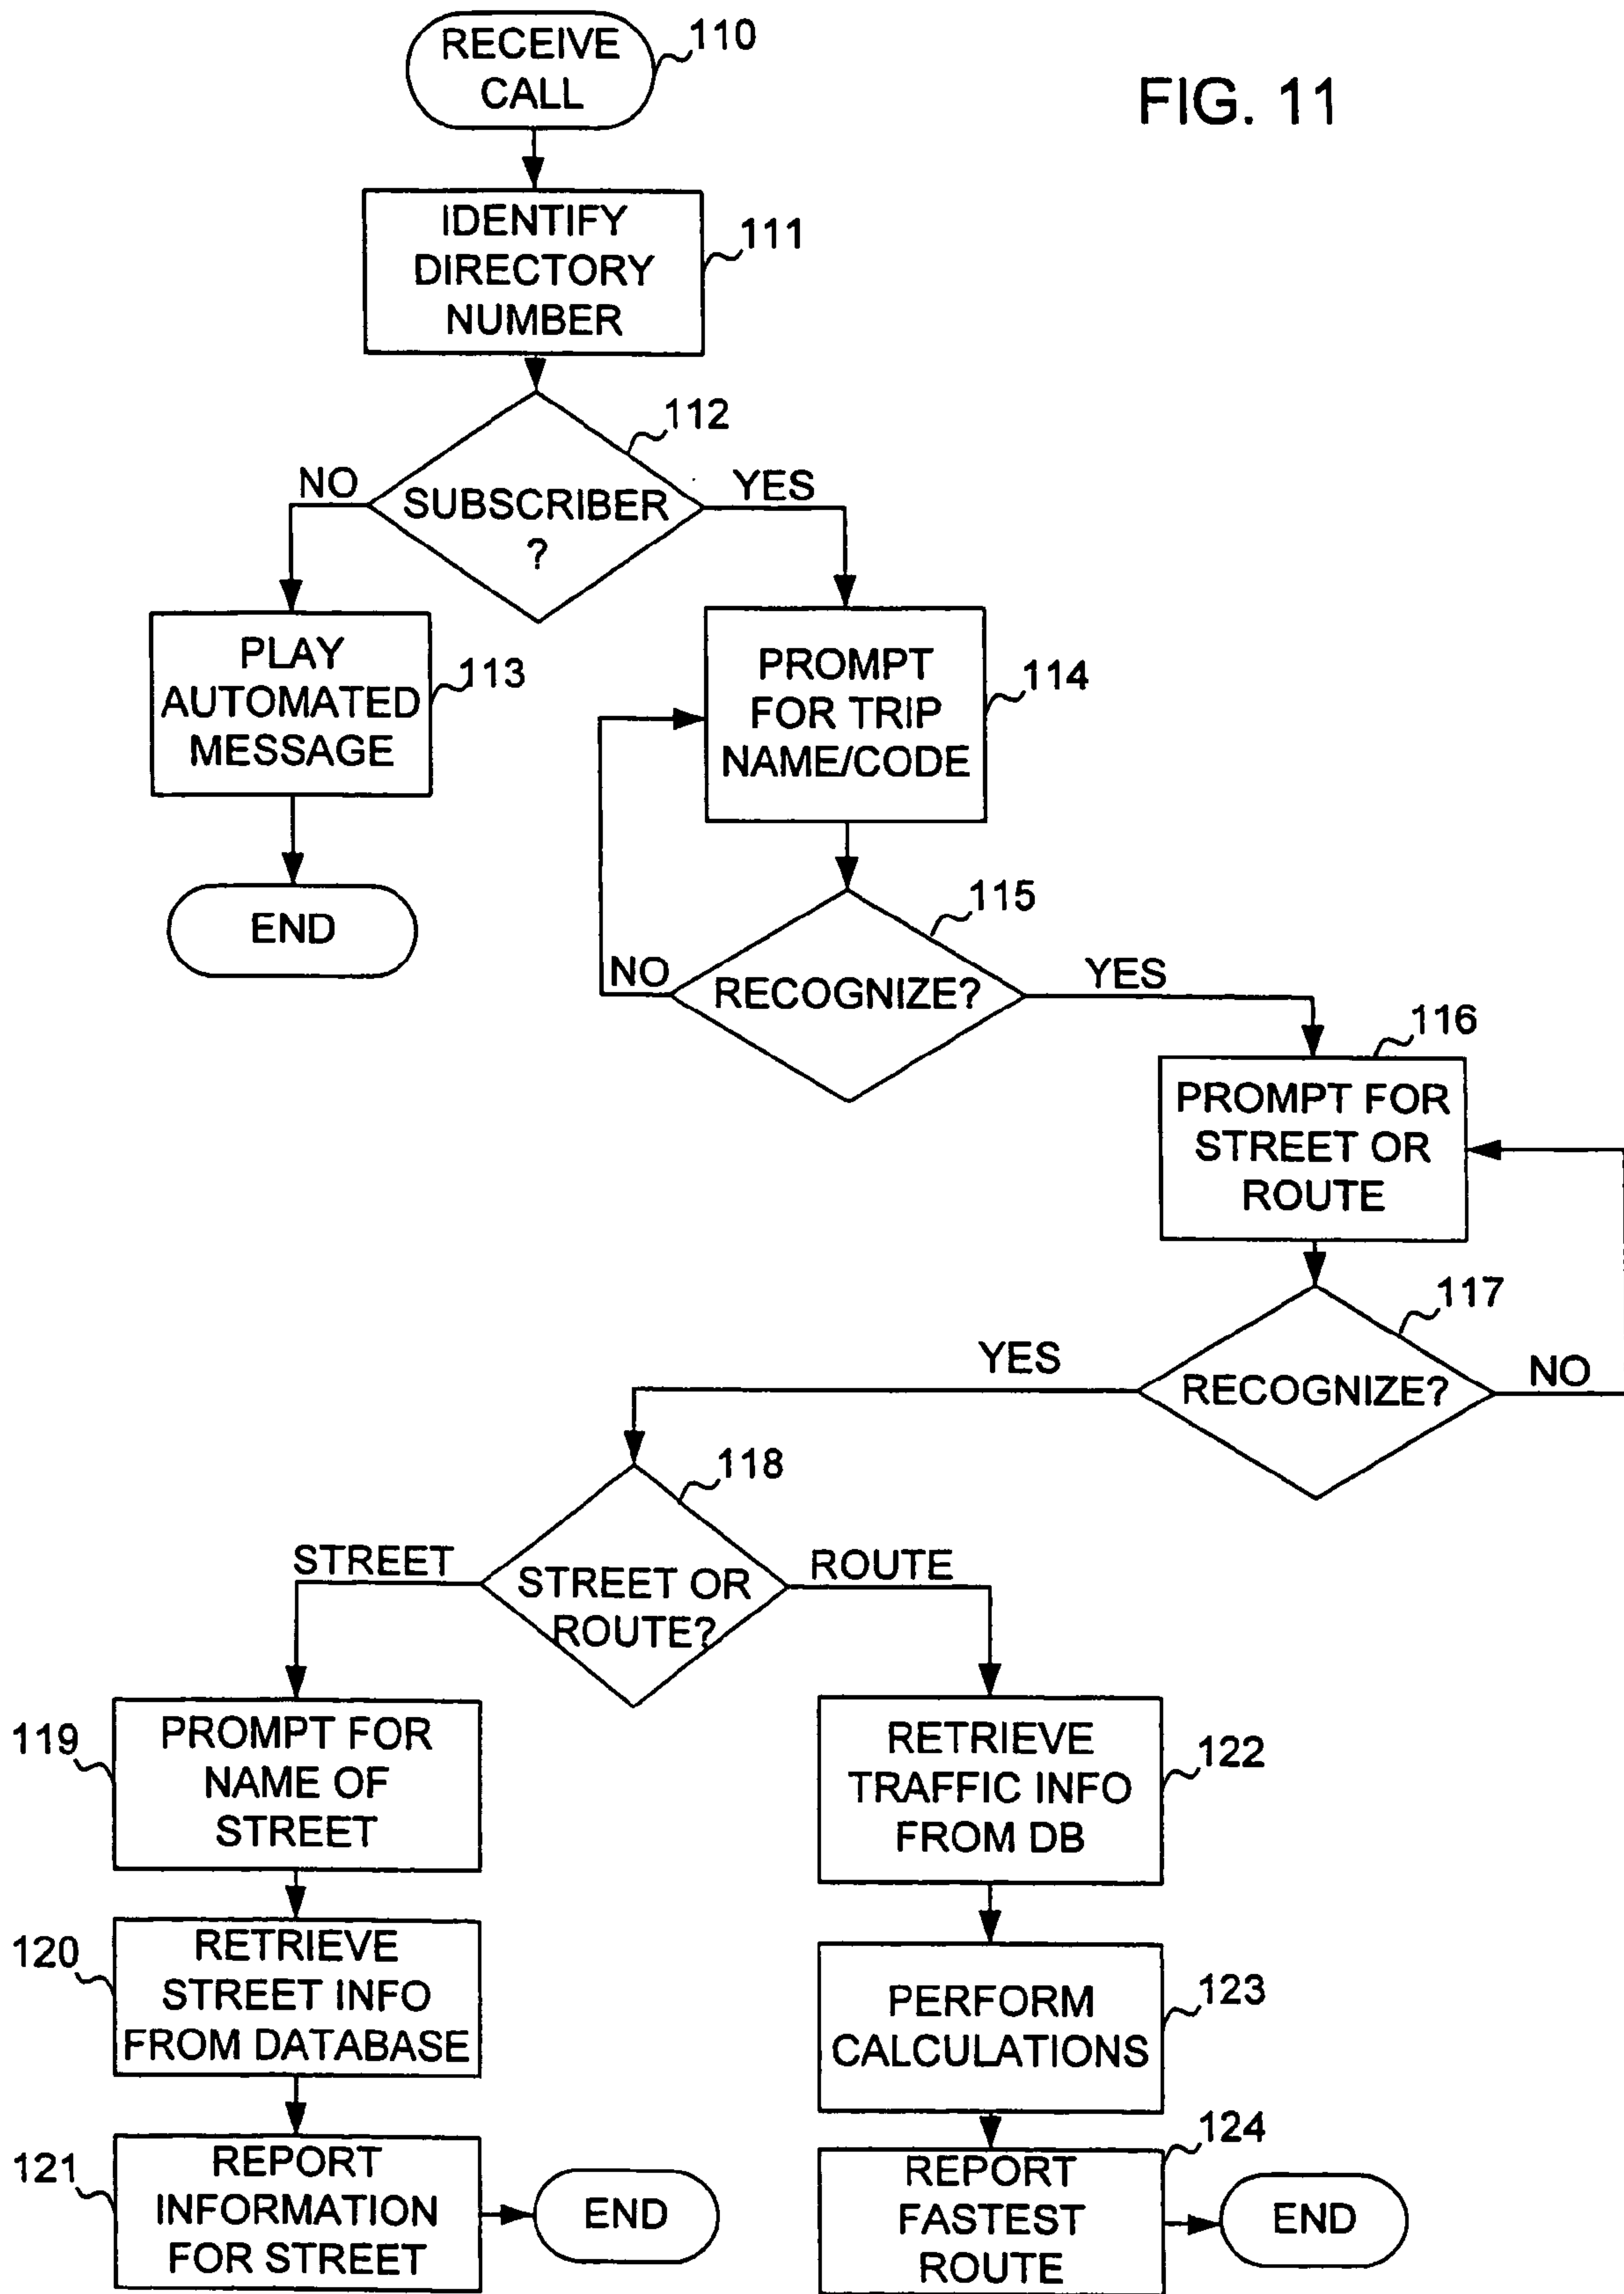 RECEIVE
CALL
110
FIG. 11
IDENTIFY
DIRECTORY
NUMBER
111
112
NO
SUBSCRIBER
?
YES
PLAY
AUTOMATED
MESSAGE
113
PROMPT
FOR TRIP
NAME/CODE
114
END
115
NO
RECOGNIZE?
YES
116
PROMPT FOR
STREET OR
ROUTE
117
YES
RECOGNIZE?
NO
118
STREET
STREET OR
ROUTE?
ROUTE
119
PROMPT FOR
NAME OF
STREET
RETRIEVE
TRAFFIC INFO
FROM DB
122
120
RETRIEVE
STREET INFO
FROM DATABASE
PERFORM
CALCULATIONS
123
121
REPORT
INFORMATION
FOR STREET
END
124
REPORT
FASTEST
ROUTE
END